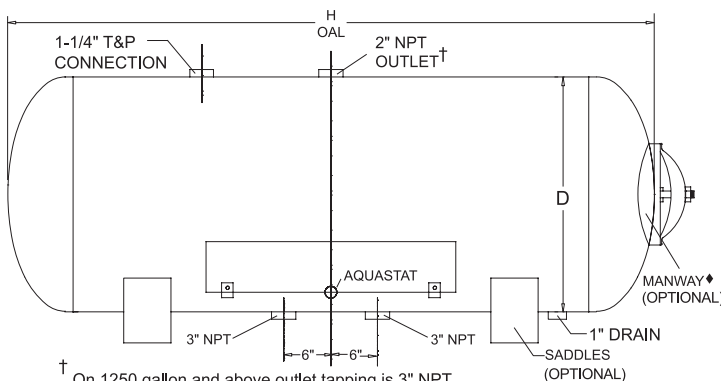 H
OAL
1-1/4" T&P
CONNECTION
2" NPT
OUTLET†
D
AQUASTAT
MANWAY♦
(OPTIONAL)
3" NPT
3" NPT
1" DRAIN
6"
6"
SADDLES
(OPTIONAL)
† On 1250 gallon and above outlet tapping is 3" NPT